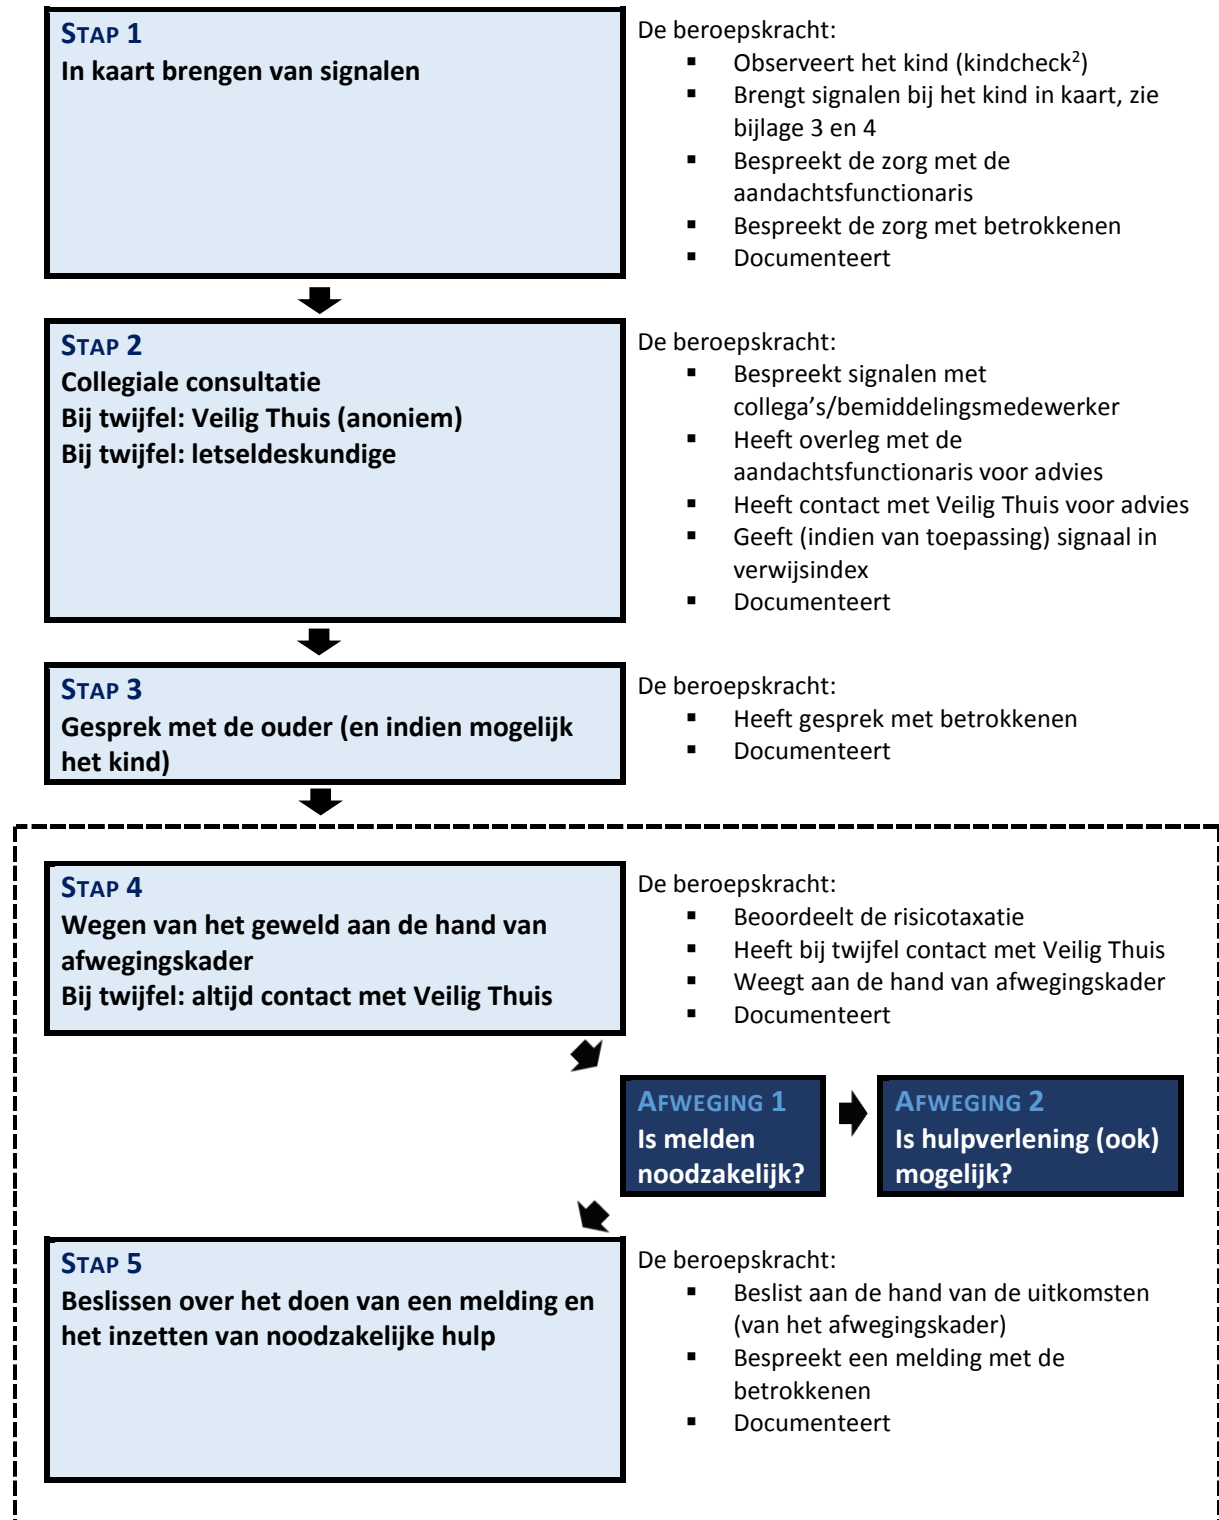 STAP 1
In kaart brengen van signalen
De beroepskracht:
▪ Observeert het kind (kindcheck²)
▪ Brengt signalen bij het kind in kaart, zie
bijlage 3 en 4
▪ Bespreekt de zorg met de
aandachtsfunctionaris
▪ Bespreekt de zorg met betrokkenen
▪ Documenteert
STAP 2
Collegiale consultatie
Bij twijfel: Veilig Thuis (anoniem)
Bij twijfel: letseldeskundige
De beroepskracht:
▪ Bespreekt signalen met
collega’s/bemiddelingsmedewerker
▪ Heeft overleg met de
aandachtsfunctionaris voor advies
▪ Heeft contact met Veilig Thuis voor advies
▪ Geeft (indien van toepassing) signaal in
verwijsindex
▪ Documenteert
STAP 3
Gesprek met de ouder (en indien mogelijk
het kind)
De beroepskracht:
▪ Heeft gesprek met betrokkenen
▪ Documenteert
STAP 4
Wegen van het geweld aan de hand van
afwegingskader
Bij twijfel: altijd contact met Veilig Thuis
De beroepskracht:
▪ Beoordeelt de risicotaxatie
▪ Heeft bij twijfel contact met Veilig Thuis
▪ Weegt aan de hand van afwegingskader
▪ Documenteert
AFWEGING 1
Is melden
noodzakelijk?
AFWEGING 2
Is hulpverlening (ook)
mogelijk?
STAP 5
Beslissen over het doen van een melding en
het inzetten van noodzakelijke hulp
De beroepskracht:
▪ Beslist aan de hand van de uitkomsten
(van het afwegingskader)
▪ Bespreekt een melding met de
betrokkenen
▪ Documenteert